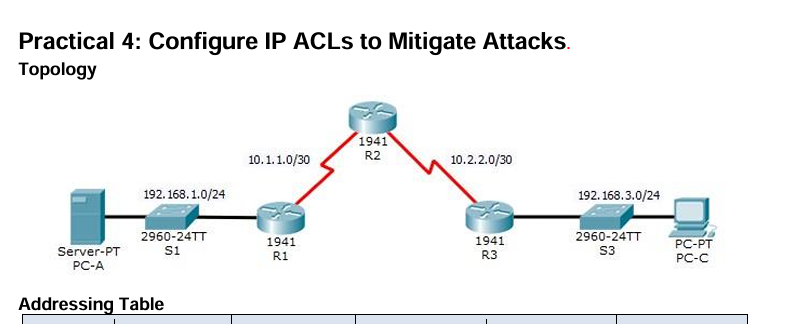 Practical 4: Configure IP ACLs to Mitigate Attacks.
Topology
1941
R2
10.1.1.0/30
10.2.2.0/30
192.168.1.0/24
192.168.3.0/24
Server-PT
PC-A
2960-24TT
S1
1941
R1
1941
R3
2960-24TT
S3
PC-PT
PC-C
Addressing Table